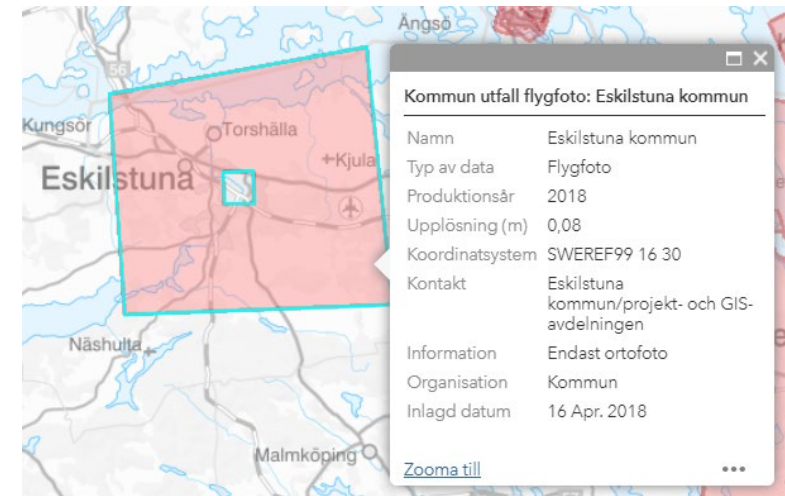 Ängsö
56
Kungsör
Torshälla
Kjula
Eskilstuna
Näshulta
Malmköping
Kommun utfall flygfoto: Eskilstuna kommun
Namn Eskilstuna kommun
Typ av data Flygfoto
Produktionsår 2018
Upplösning (m) 0,08
Koordinatsystem SWEREF99 16 30
Kontakt Eskilstuna
kommun/projekt- och GIS-
avdelningen
Information Endast ortofoto
Organisation Kommun
Inlagd datum 16 Apr. 2018
Zooma till